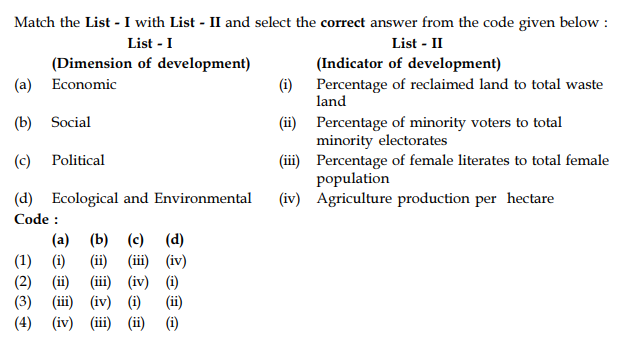 Match the List - I with List - II and select the correct answer from the code given below :
List - I List - II
(Dimension of development) (Indicator of development)
(a) Economic (i) Percentage of reclaimed land to total waste
land
(b) Social (ii) Percentage of minority voters to total
minority electorates
(c) Political (iii) Percentage of female literates to total female
population
(d) Ecological and Environmental (iv) Agriculture production per hectare
Code :
(a) (b) (c) (d)
(1) (i) (ii) (iii) (iv)
(2) (ii) (iii) (iv) (i)
(3) (iii) (iv) (i) (ii)
(4) (iv) (iii) (ii) (i)